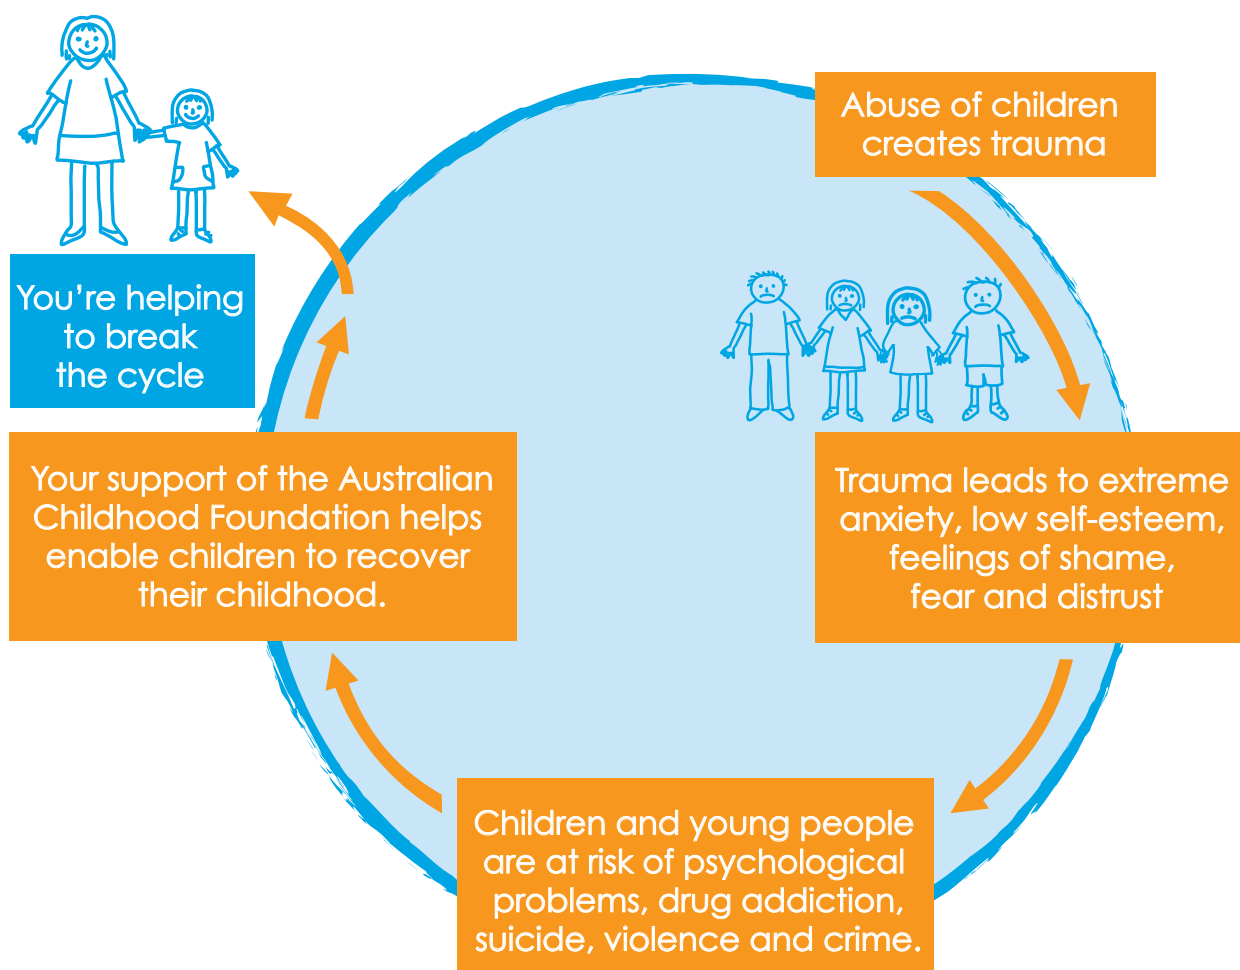 Abuse of children
creates trauma
Trauma leads to extreme
anxiety, low self-esteem,
feelings of shame,
fear and distrust
Children and young people
are at risk of psychological
problems, drug addiction,
suicide, violence and crime.
Your support of the Australian
Childhood Foundation helps
enable children to recover
their childhood.
You’re helping
to break
the cycle